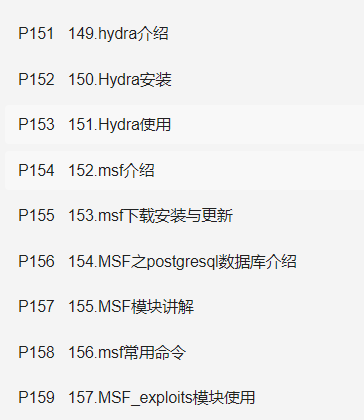 P151 149.hydra介绍
P152 150.Hydra安装
P153 151.Hydra使用
P154 152.msf介绍
P155 153.msf下载安装与更新
P156 154.MSF之postgresql数据库介绍
P157 155.MSF模块讲解
P158 156.msf常用命令
P159 157.MSF_exploits模块使用